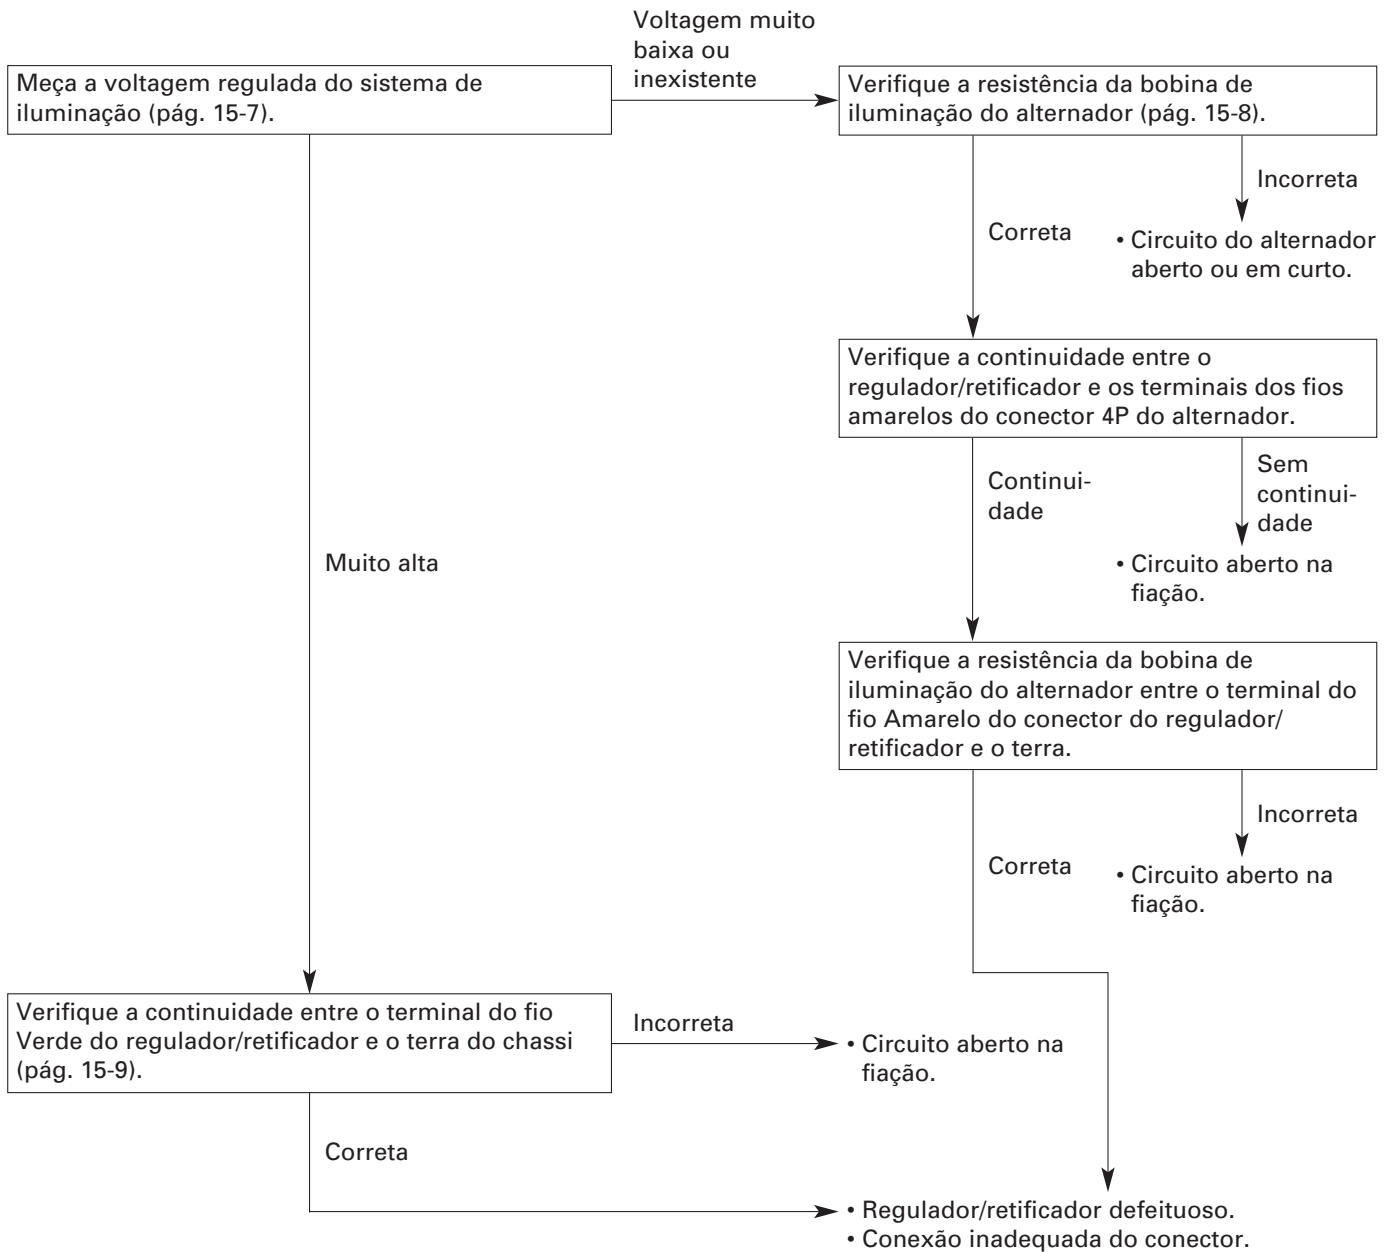 Voltagem muito
baixa ou
inexistente
Meça a voltagem regulada do sistema de
iluminação (pág. 15-7).
Verifique a resistência da bobina de
iluminação do alternador (pág. 15-8).
Incorreta
Correta
• Circuito do alternador
aberto ou em curto.
Verifique a continuidade entre o
regulador/retificador e os terminais dos fios
amarelos do conector 4P do alternador.
Continui-
dade
Sem
continui-
dade
Muito alta
• Circuito aberto na
fiação.
Verifique a resistência da bobina de
iluminação do alternador entre o terminal do
fio Amarelo do conector do regulador/
retificador e o terra.
Incorreta
Correta
• Circuito aberto na
fiação.
Verifique a continuidade entre o terminal do fio
Verde do regulador/retificador e o terra do chassi
(pág. 15-9).
Incorreta
• Circuito aberto na
fiação.
Correta
• Regulador/retificador defeituoso.
• Conexão inadequada do conector.